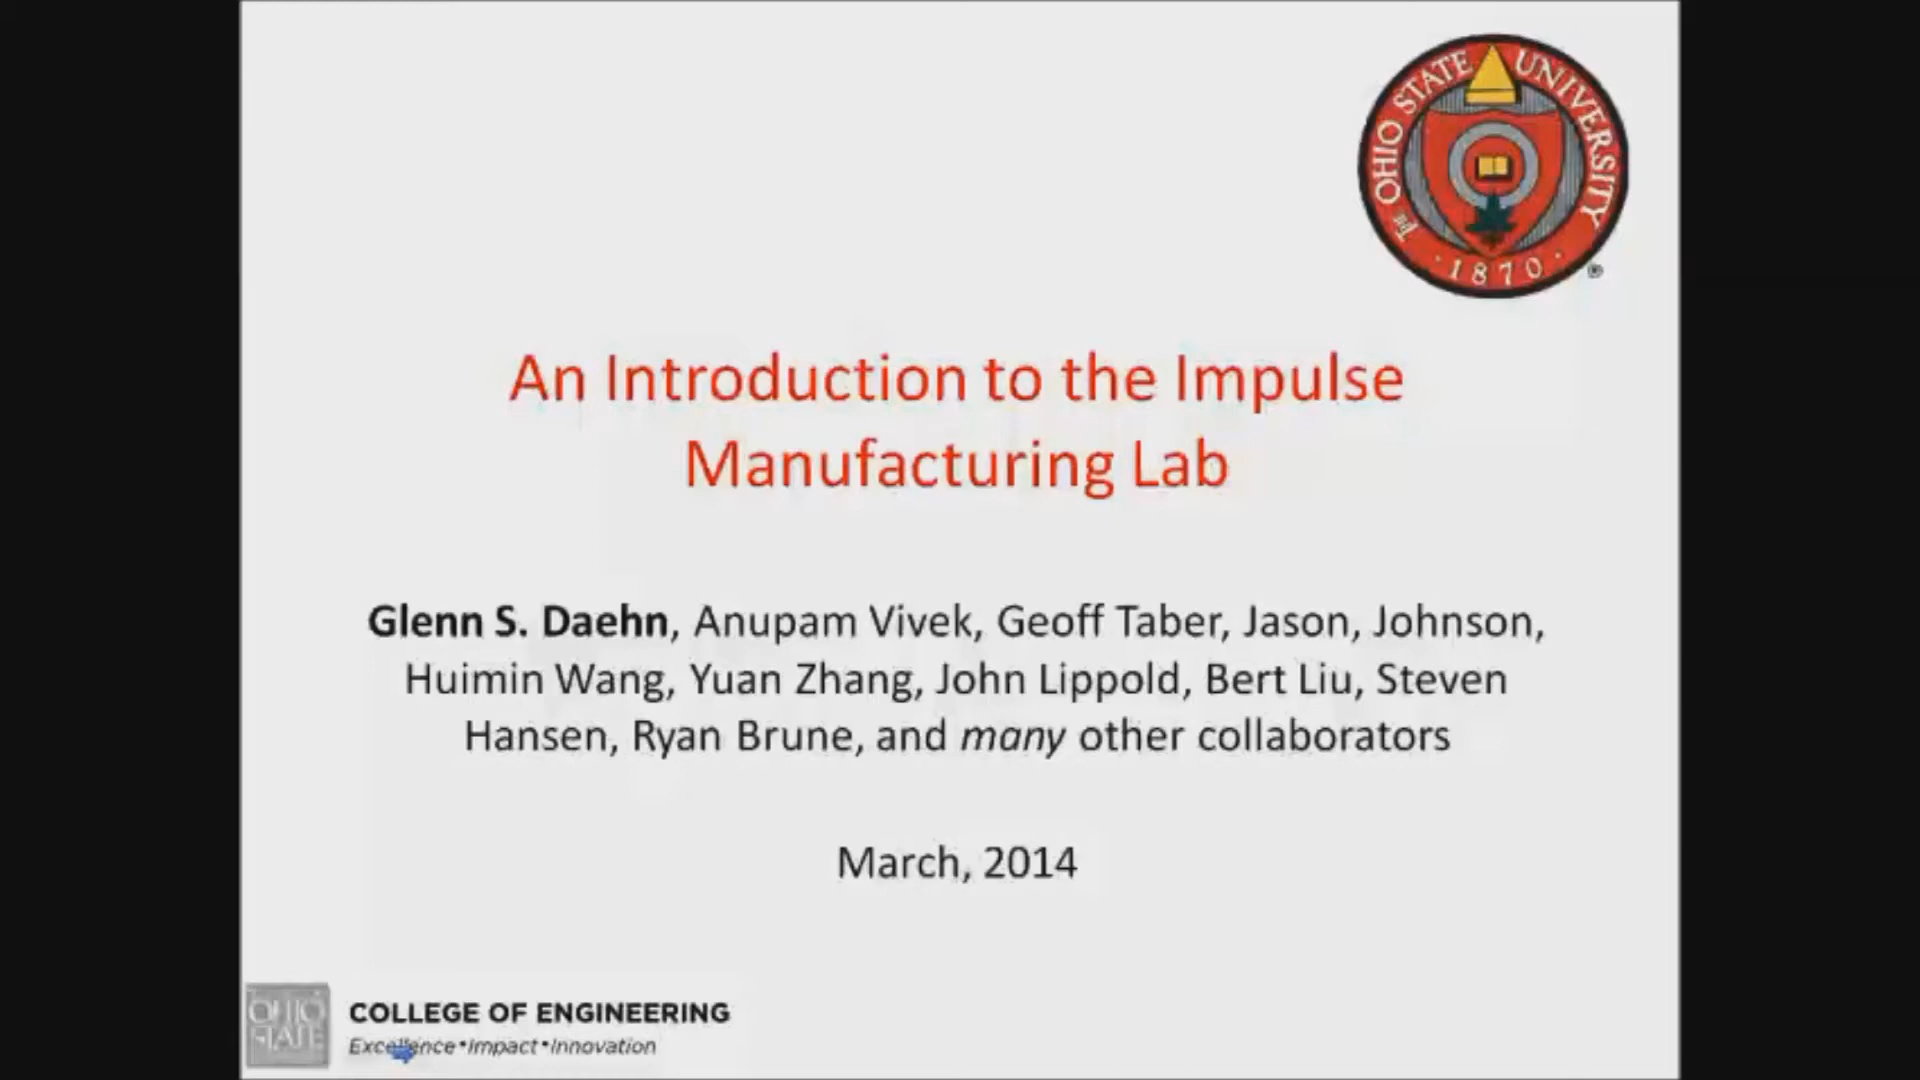 The OHIO STATE UNIVERSITY
· 1870 ·
®
An Introduction to the Impulse
Manufacturing Lab
Glenn S. Daehn, Anupam Vivek, Geoff Taber, Jason, Johnson,
Huimin Wang, Yuan Zhang, John Lippold, Bert Liu, Steven
Hansen, Ryan Brune, and many other collaborators
March, 2014
OHIO
STATE
COLLEGE OF ENGINEERING
Excellence•Impact•Innovation